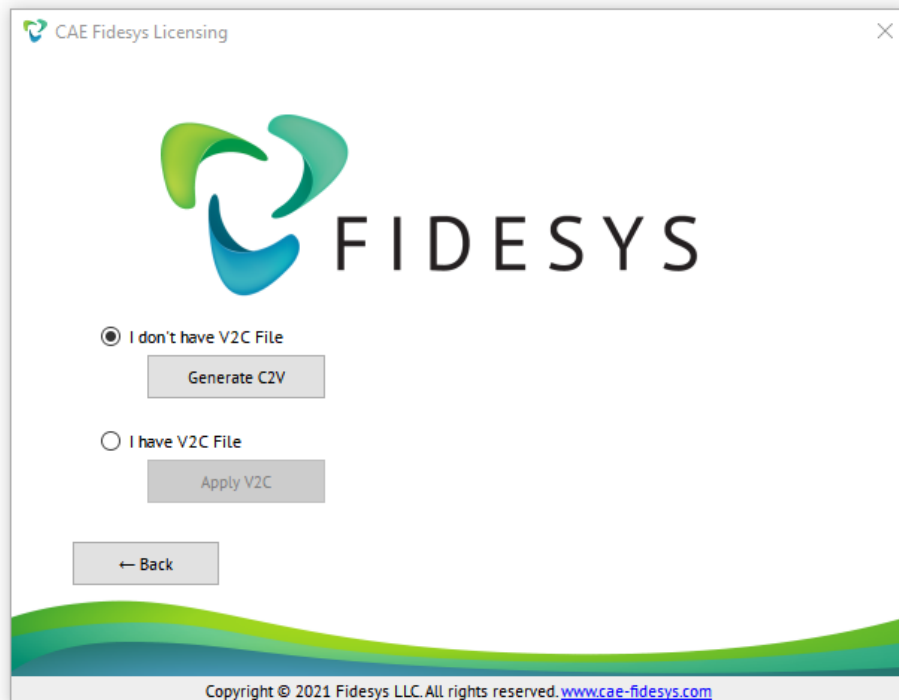 CAE Fidesys Licensing
FIDESYS
I don't have V2C File
Generate C2V
I have V2C File
Apply V2C
← Back
Copyright © 2021 Fidesys LLC. All rights reserved. www.cae-fidesys.com